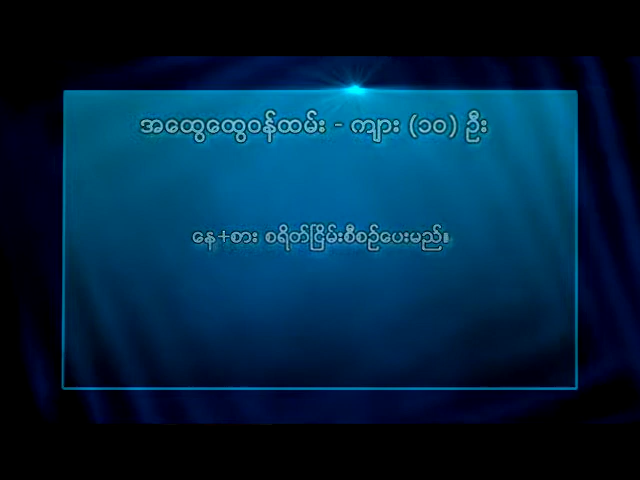 အထွေထွေဝန်ထမ်း - ကျား (၁၀) ဦး
နေ+စား စရိတ်ငြိမ်းစီစဉ်ပေးမည်။